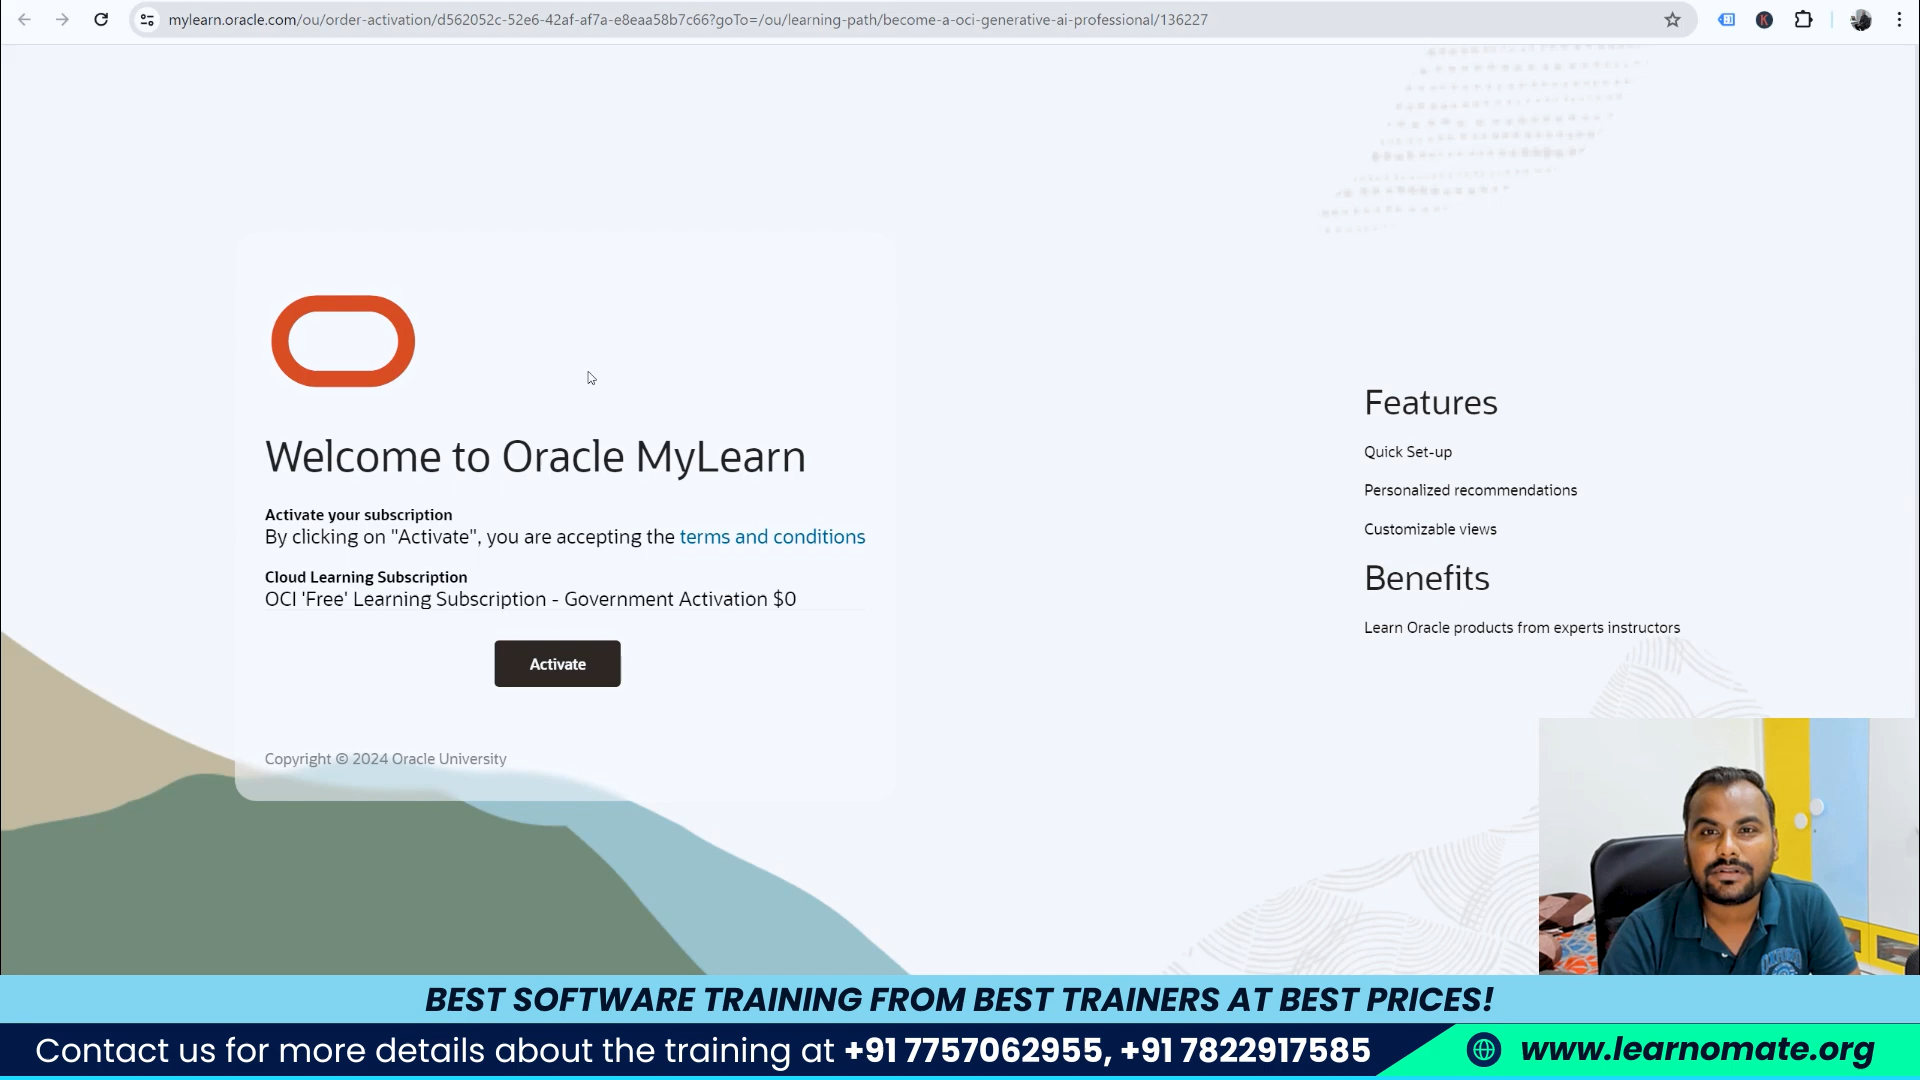 mylearn.oracle.com/ou/order-activation/d562052c-52e6-42af-af7a-e8eaa58b7c66?goTo=/ou/learning-path/become-a-oci-generative-ai-professional/136227
K
Welcome to Oracle MyLearn
Activate your subscription
By clicking on "Activate", you are accepting the terms and conditions
Cloud Learning Subscription
OCI 'Free' Learning Subscription - Government Activation $0
Activate
Copyright © 2024 Oracle University
Features
Quick Set-up
Personalized recommendations
Customizable views
Benefits
Learn Oracle products from experts instructors
BEST SOFTWARE TRAINING FROM BEST TRAINERS AT BEST PRICES!
Contact us for more details about the training at +91 7757062955, +91 7822917585
www.learnomate.org